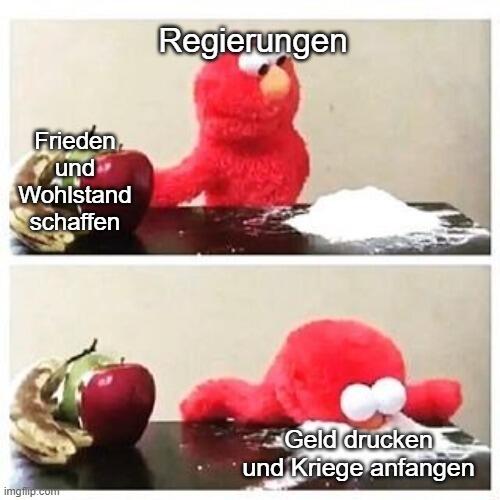 Regierungen
Frieden
und
Wohlstand
schaffen
Geld drucken
und Kriege anfangen
imgflip.com